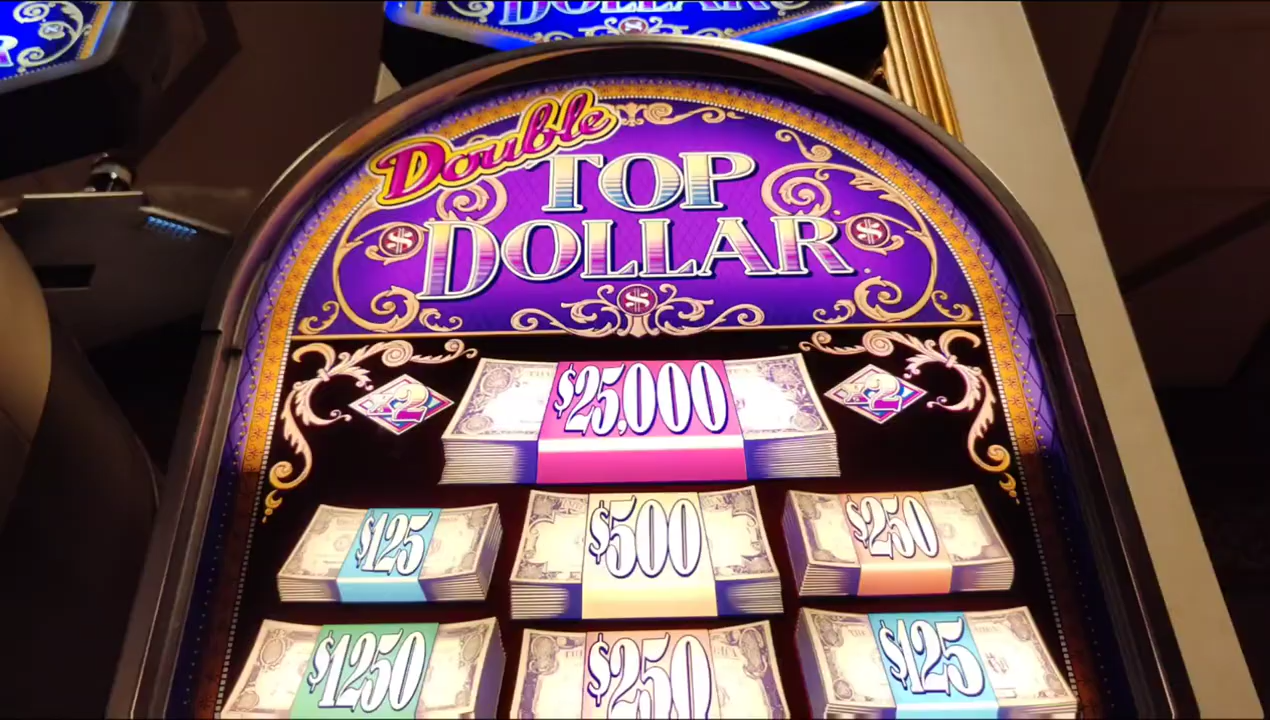 DOLLAR
Double
TOP
DOLLAR
$ $
$
$25,000
x2 x2
$125 $500 $250
$1250 $250 $125